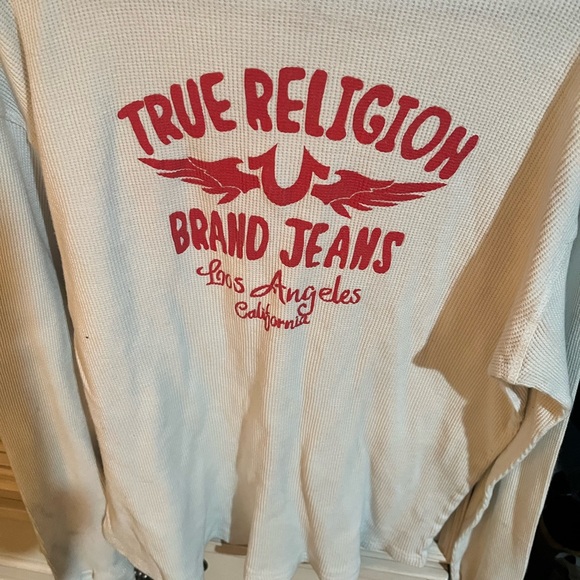 TRUE RELIGION
BRAND JEANS
Los Angeles
California